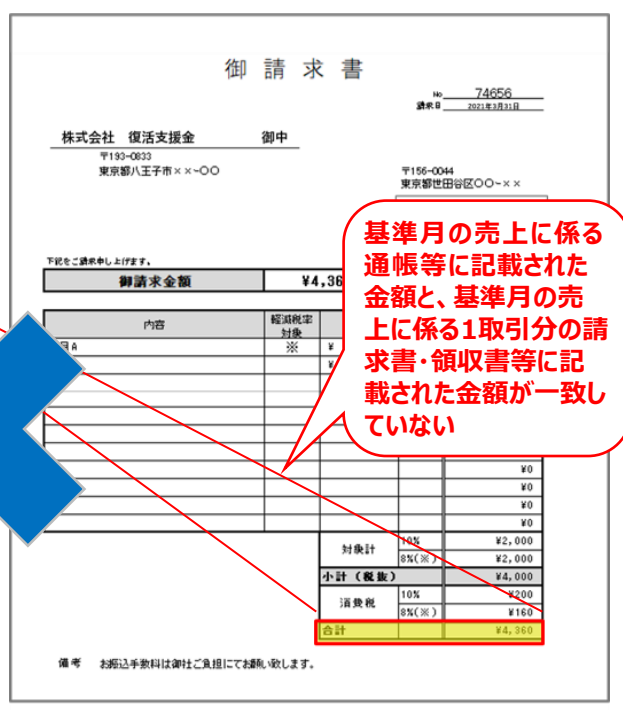 御 請 求 書
No 74656
請求日 2021年3月31日
株式会社 復活支援金 御中
〒193-0833
東京都八王子市××~〇〇
〒156-0044
東京都世田谷区〇〇~××
下記をご請求申し上げます。
御請求金額 ¥4,36
基準月の売上に係る
通帳等に記載された
金額と、基準月の売
上に係る1取引分の請
求書・領収書等に記
載された金額が一致し
ていない
内容 軽減税率
対象
A ※ ¥
¥
¥0
¥0
¥0
¥0
対象計 10% ¥2,000
8%(※) ¥2,000
小計(税抜) ¥4,000
消費税 10% ¥200
8%(※) ¥160
合計 ¥4,360
備考 お振込手数料は御社ご負担にてお願い致します。